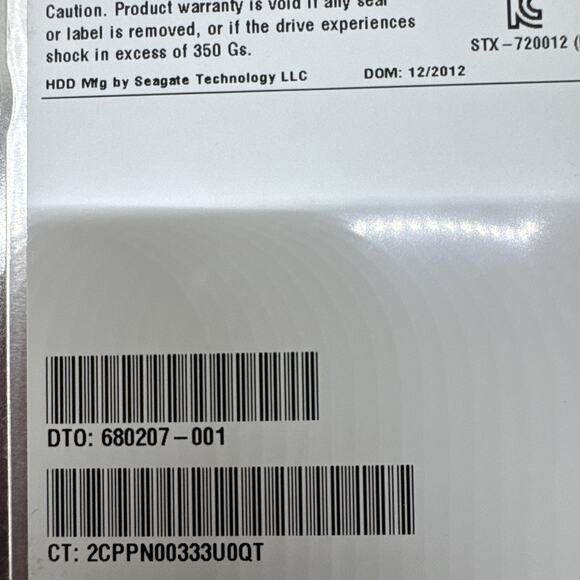 Caution. Product warranty is void if any seal
or label is removed, or if the drive experiences
shock in excess of 350 Gs.
STX-720012 (
HDD Mfg by Seagate Technology LLC
DOM: 12/2012
DTO: 680207-001
CT: 2CPPN00333U0QT